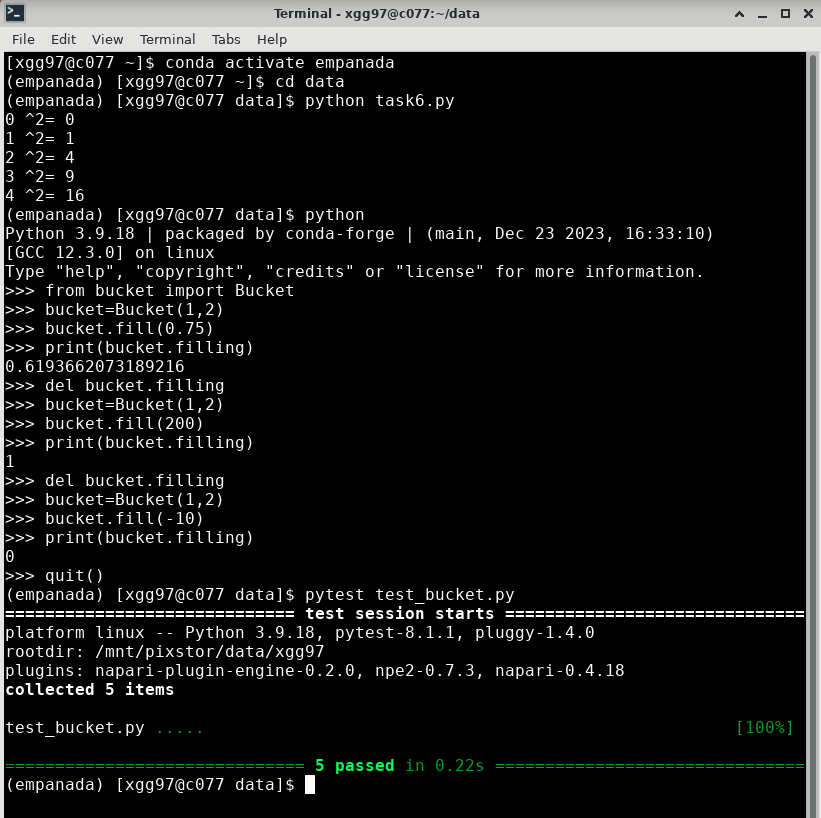 Terminal - xgg97@c077:~/data
File Edit View Terminal Tabs Help
[xgg97@c077 ~]$ conda activate empanada
(empanada) [xgg97@c077 ~]$ cd data
(empanada) [xgg97@c077 data]$ python task6.py
0 ^2= 0
1 ^2= 1
2 ^2= 4
3 ^2= 9
4 ^2= 16
(empanada) [xgg97@c077 data]$ python
Python 3.9.18 | packaged by conda-forge | (main, Dec 23 2023, 16:33:10)
[GCC 12.3.0] on linux
Type "help", "copyright", "credits" or "license" for more information.
>>> from bucket import Bucket
>>> bucket=Bucket(1,2)
>>> bucket.fill(0.75)
>>> print(bucket.filling)
0.6193662073189216
>>> del bucket.filling
>>> bucket=Bucket(1,2)
>>> bucket.fill(200)
>>> print(bucket.filling)
1
>>> del bucket.filling
>>> bucket=Bucket(1,2)
>>> bucket.fill(-10)
>>> print(bucket.filling)
0
>>> quit()
(empanada) [xgg97@c077 data]$ pytest test_bucket.py
============================= test session starts ==============================
platform linux -- Python 3.9.18, pytest-8.1.1, pluggy-1.4.0
rootdir: /mnt/pixstor/data/xgg97
plugins: napari-plugin-engine-0.2.0, npe2-0.7.3, napari-0.4.18
collected 5 items
test_bucket.py ..... [100%]
============================== 5 passed in 0.22s ===============================
(empanada) [xgg97@c077 data]$